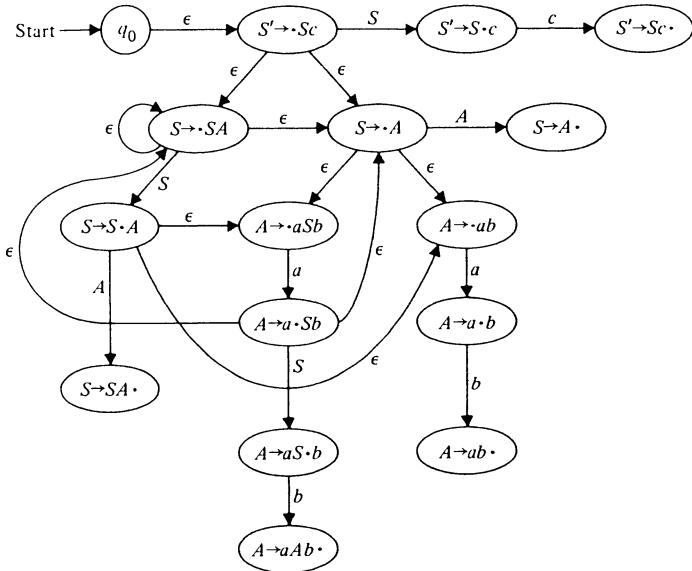 Start q₀ ϵ S′→·Sc S S′→S·c c S′→Sc·
ϵ ϵ
ϵ S→·SA ϵ S→·A A S→A·
S ϵ ϵ
S→S·A ϵ A→·aSb A→·ab
ϵ A a ϵ a
A→a·Sb A→a·b
S ϵ b
S→SA·
A→aS·b A→ab·
b
A→aAb·